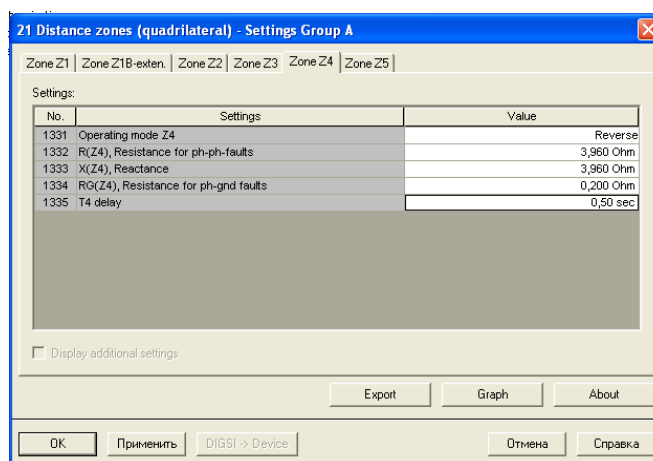 21 Distance zones (quadrilateral) - Settings Group A
Zone Z1 Zone Z1B-exten. Zone Z2 Zone Z3 Zone Z4 Zone Z5
Settings:
No. Settings Value
1331 Operating mode Z4 Reverse
1332 R(Z4), Resistance for ph-ph-faults 3,960 Ohm
1333 X(Z4), Reactance 3,960 Ohm
1334 RG(Z4), Resistance for ph-gnd faults 0,200 Ohm
1335 T4 delay 0,50 sec
Display additional settings
Export Graph About
OK Применить DIGSI -> Device Отмена Справка